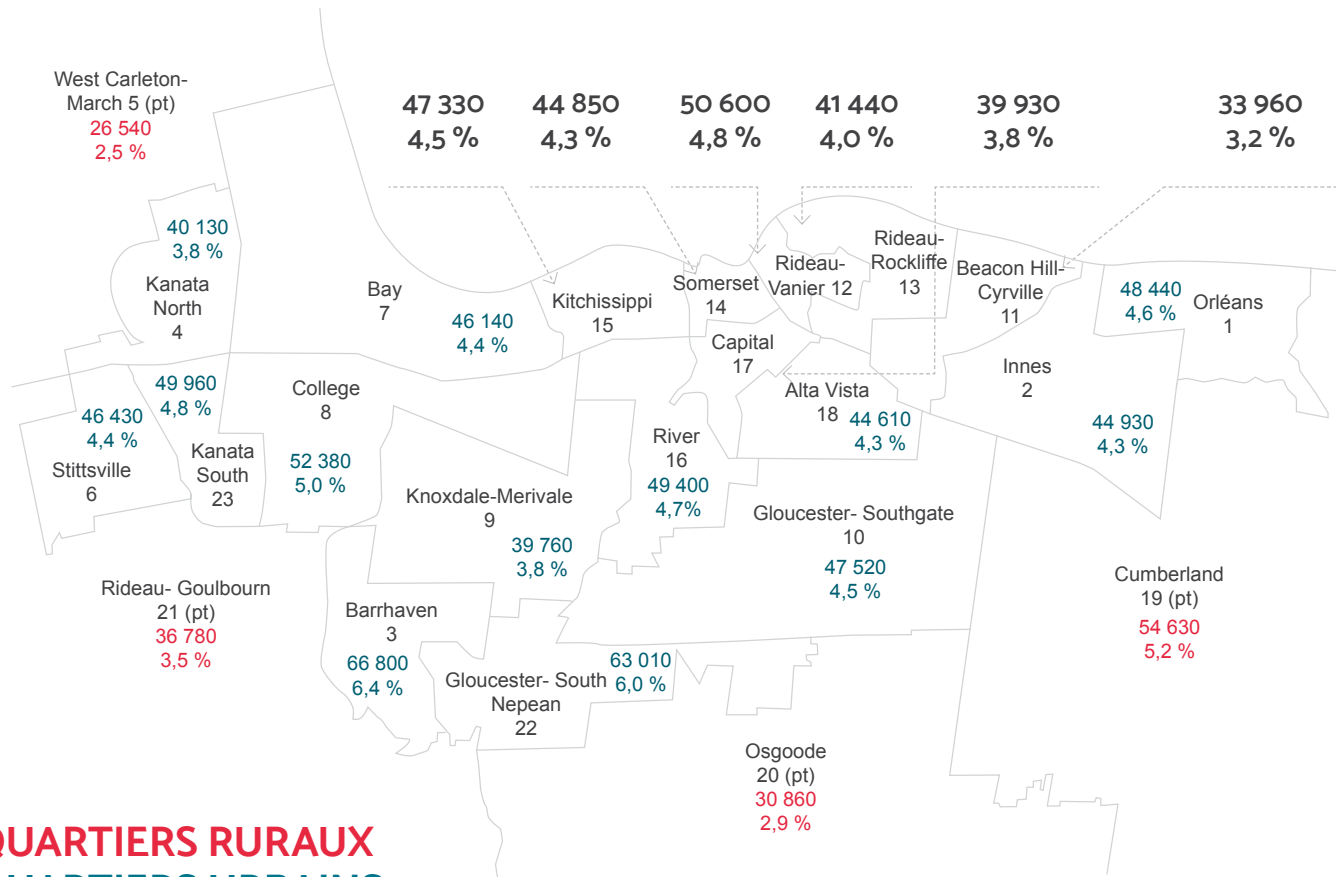 West Carleton-
March 5 (pt)
26 540
2,5 %
47 330
4,5 %
44 850
4,3 %
50 600
4,8 %
41 440
4,0 %
39 930
3,8 %
33 960
3,2 %
40 130
3,8 %
Kanata
North
4
Bay
7
46 140
4,4 %
Kitchissippi
15
Somerset
14
Rideau-
Vanier 12
Rideau-
Rockliffe
13
Beacon Hill-
Cyrville
11
48 440
4,6 %
Orléans
1
Capital
17
Innes
2
44 930
4,3 %
Alta Vista
18
44 610
4,3 %
49 960
4,8 %
Kanata
South
23
46 430
4,4 %
Stittsville
6
College
8
52 380
5,0 %
River
16
49 400
4,7%
Knoxdale-Merivale
9
39 760
3,8 %
Gloucester- Southgate
10
47 520
4,5 %
Cumberland
19 (pt)
54 630
5,2 %
Rideau- Goulbourn
21 (pt)
36 780
3,5 %
Barrhaven
3
66 800
6,4 %
Gloucester- South
Nepean
22
63 010
6,0 %
Osgoode
20 (pt)
30 860
2,9 %
QUARTIERS RURAUX
QUARTIERS URBAINS